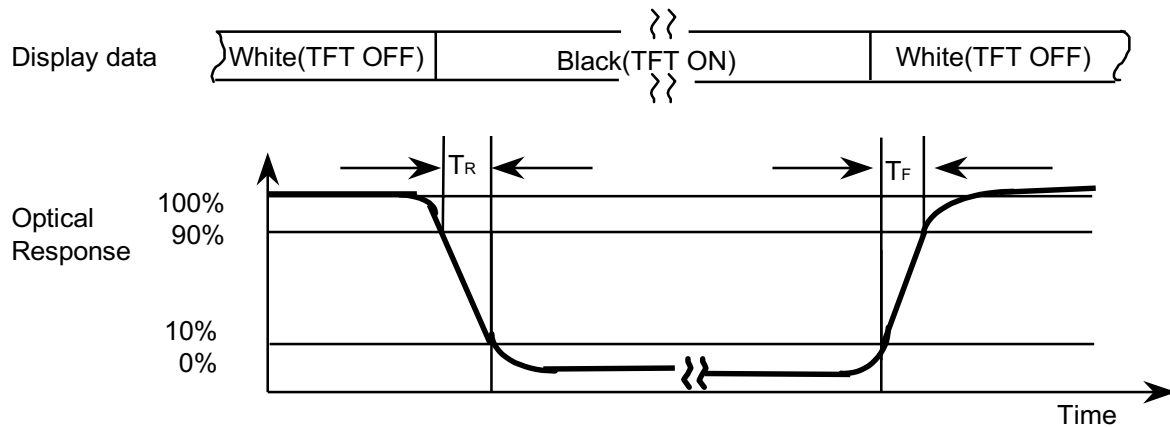 Display data
White(TFT OFF)
Black(TFT ON)
White(TFT OFF)
TR
TF
Optical
Response
100%
90%
10%
0%
Time